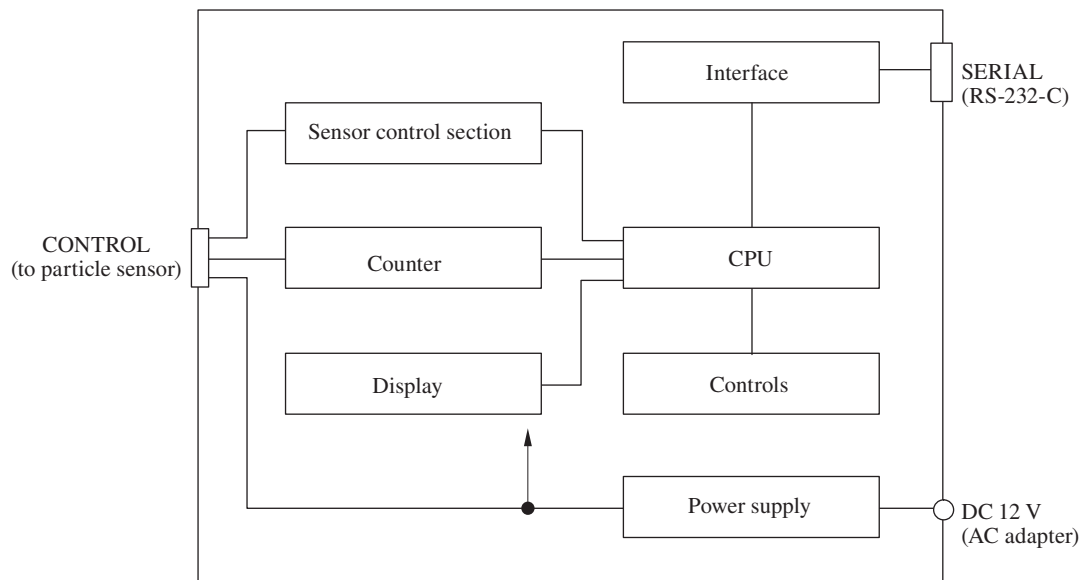 Interface
SERIAL
(RS-232-C)
Sensor control section
CONTROL
(to particle sensor)
Counter
CPU
Display
Controls
Power supply
DC 12 V
(AC adapter)